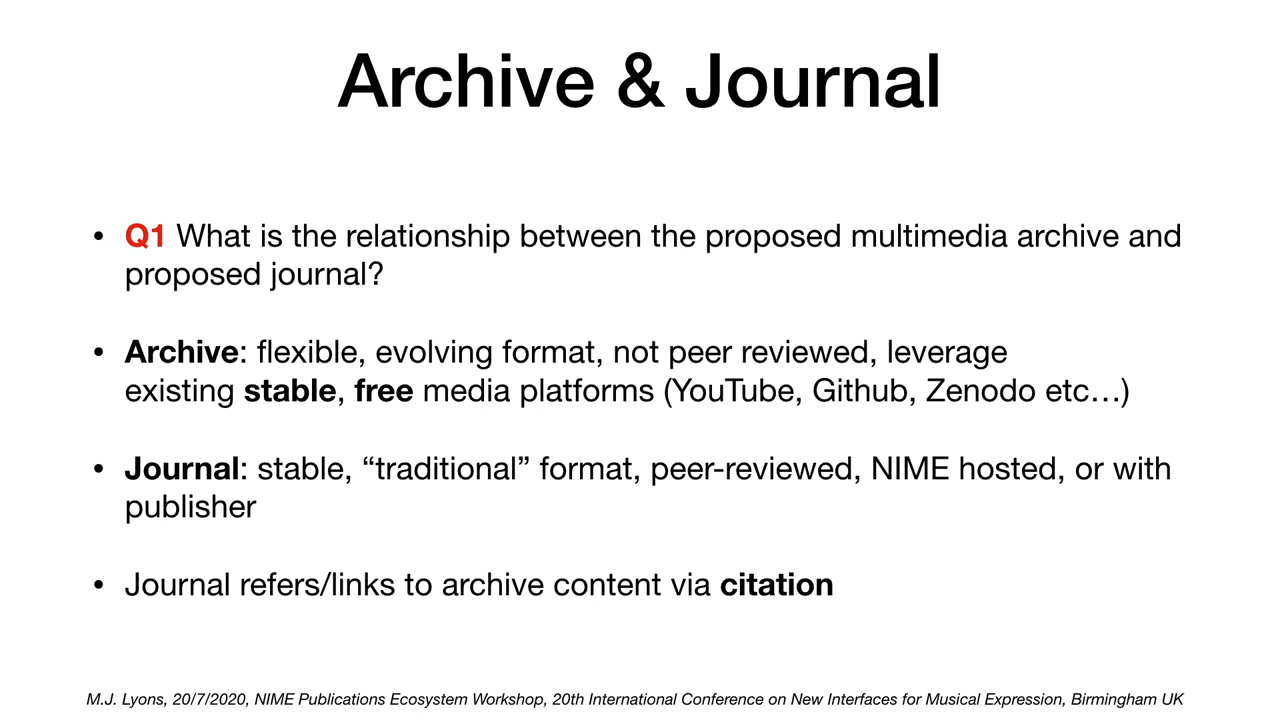 Archive & Journal
• Q1 What is the relationship between the proposed multimedia archive and
proposed journal?
• Archive: flexible, evolving format, not peer reviewed, leverage
existing stable, free media platforms (YouTube, Github, Zenodo etc…)
• Journal: stable, “traditional” format, peer-reviewed, NIME hosted, or with
publisher
• Journal refers/links to archive content via citation
M.J. Lyons, 20/7/2020, NIME Publications Ecosystem Workshop, 20th International Conference on New Interfaces for Musical Expression, Birmingham UK